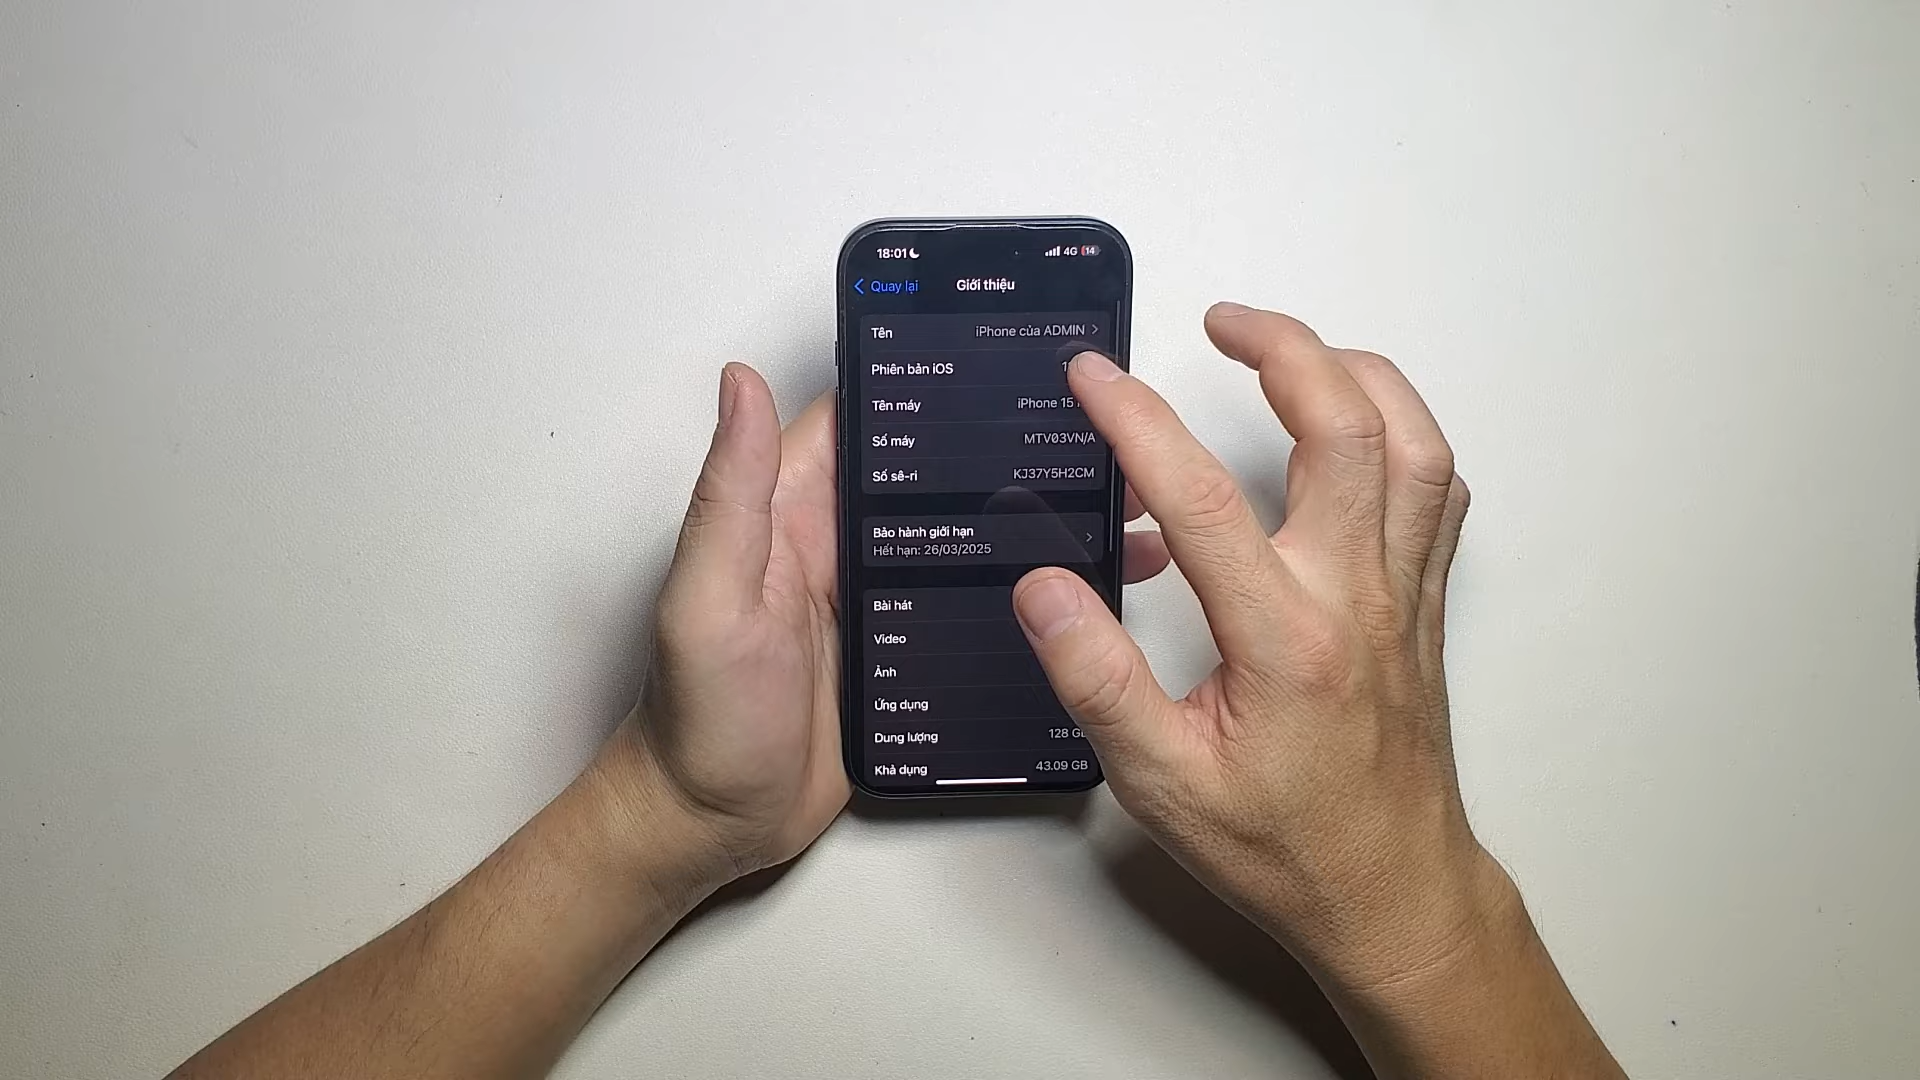 18:01 4G 14
Quay lại Giới thiệu
Tên iPhone của ADMIN
Phiên bản iOS
Tên máy iPhone 15
Số máy MTV03VN/A
Số sê-ri KJ37Y5H2CM
Bảo hành giới hạn
Hết hạn: 26/03/2025
Bài hát
Video
Ảnh
Ứng dụng
Dung lượng 128
Khả dụng 43.09 GB